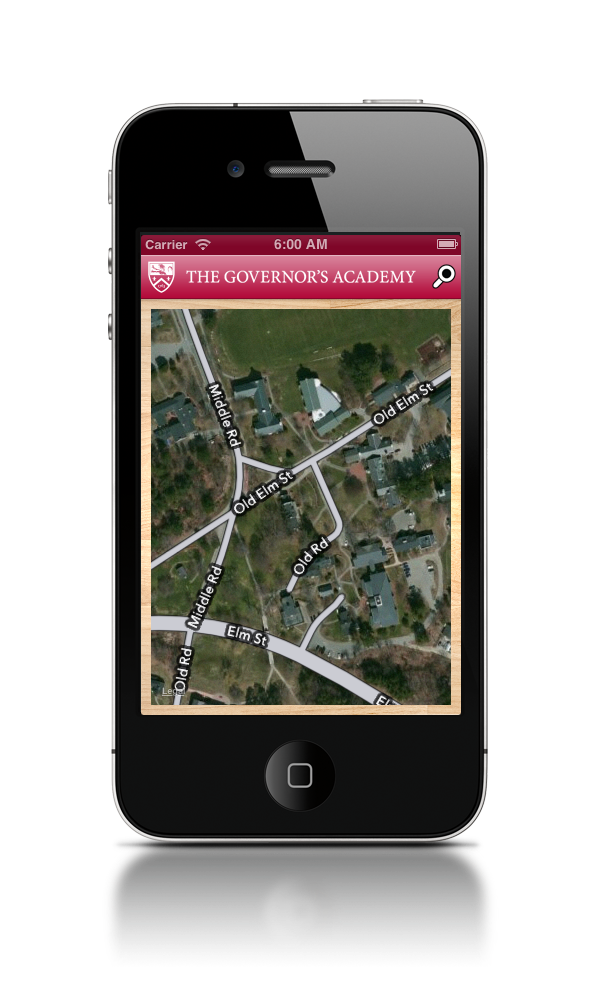 Carrier
6:00 AM
THE GOVERNOR'S ACADEMY
Middle Rd
Old Elm St
Old Elm St
Old Rd
Middle Rd
Elm St
Old Rd
Legal